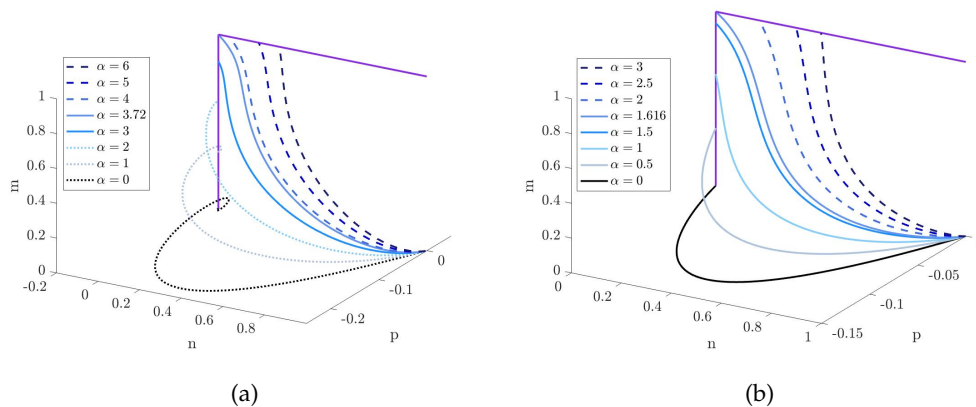 α = 6
α = 5
α = 4
α = 3.72
α = 3
α = 2
α = 1
α = 0
1
0.8
0.6
0.4
0.2
0
m
-0.2
0
0.2
0.4
0.6
0.8
n
-0.2
-0.1
0
p
(a)
α = 3
α = 2.5
α = 2
α = 1.616
α = 1.5
α = 1
α = 0.5
α = 0
1
0.8
0.6
0.4
0.2
0
m
0
0.2
0.4
0.6
0.8
1
n
-0.15
-0.1
-0.05
p
(b)